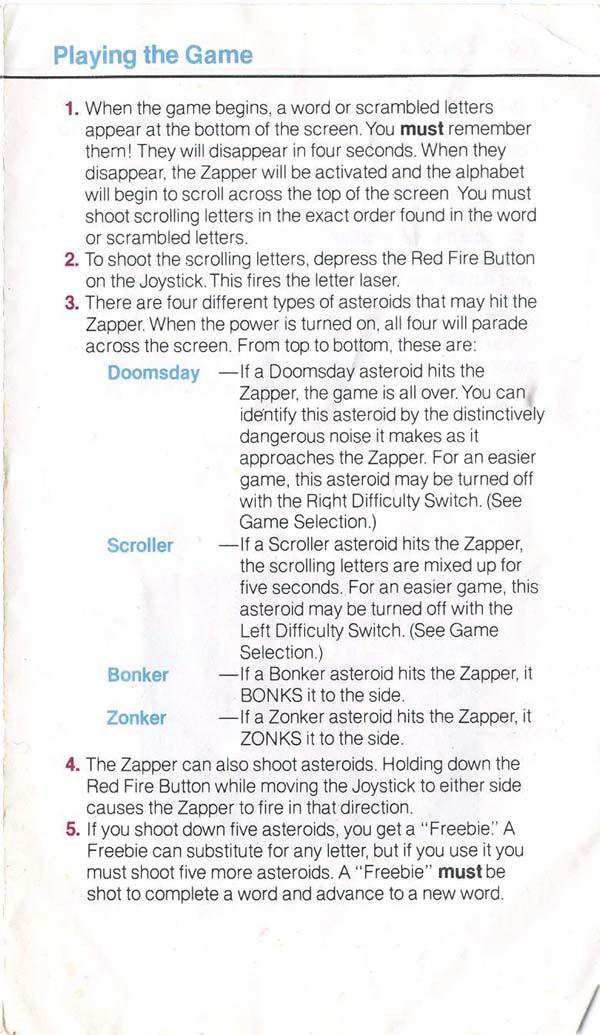 Playing the Game
1. When the game begins, a word or scrambled letters
appear at the bottom of the screen. You must remember
them! They will disappear in four seconds. When they
disappear, the Zapper will be activated and the alphabet
will begin to scroll across the top of the screen You must
shoot scrolling letters in the exact order found in the word
or scrambled letters.
2. To shoot the scrolling letters, depress the Red Fire Button
on the Joystick. This fires the letter laser.
3. There are four different types of asteroids that may hit the
Zapper. When the power is turned on, all four will parade
across the screen. From top to bottom, these are:
Doomsday —If a Doomsday asteroid hits the
Zapper, the game is all over. You can
identify this asteroid by the distinctively
dangerous noise it makes as it
approaches the Zapper. For an easier
game, this asteroid may be turned off
with the Right Difficulty Switch. (See
Game Selection.)
Scroller —If a Scroller asteroid hits the Zapper,
the scrolling letters are mixed up for
five seconds. For an easier game, this
asteroid may be turned off with the
Left Difficulty Switch. (See Game
Selection.)
Bonker —If a Bonker asteroid hits the Zapper, it
BONKS it to the side.
Zonker —If a Zonker asteroid hits the Zapper, it
ZONKS it to the side.
4. The Zapper can also shoot asteroids. Holding down the
Red Fire Button while moving the Joystick to either side
causes the Zapper to fire in that direction.
5. If you shoot down five asteroids, you get a "Freebie." A
Freebie can substitute for any letter, but if you use it you
must shoot five more asteroids. A "Freebie" must be
shot to complete a word and advance to a new word.